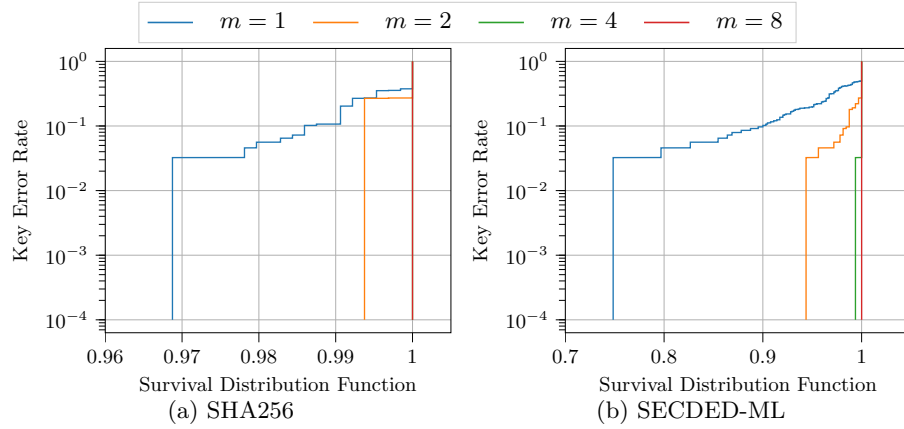 m = 1 m = 2 m = 4 m = 8
10^0
10^−1
10^−2
10^−3
10^−4
Key Error Rate
0.96 0.97 0.98 0.99 1
Survival Distribution Function
(a) SHA256
10^0
10^−1
10^−2
10^−3
10^−4
Key Error Rate
0.7 0.8 0.9 1
Survival Distribution Function
(b) SECDED-ML